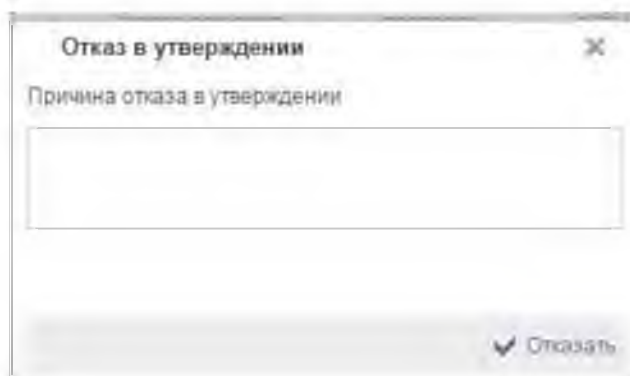 Отказ в утверждении
Причина отказа в утверждении
Отказать